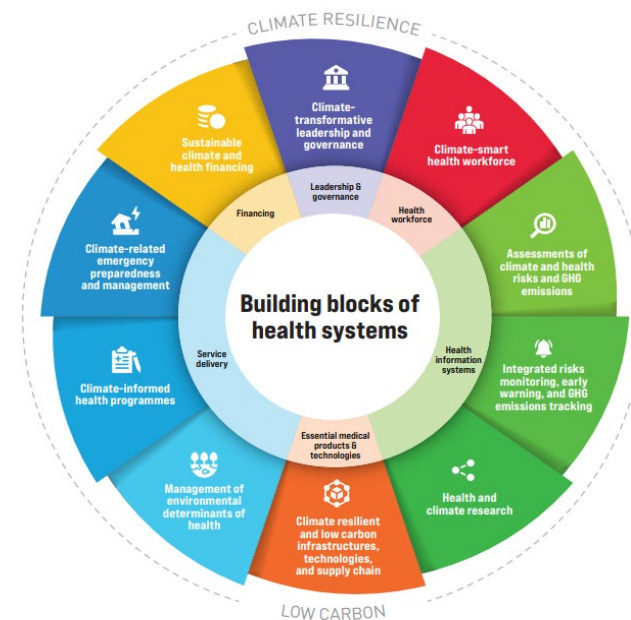 CLIMATE RESILIENCE
Climate-
transformative
leadership and
governance
Climate-smart
health workforce
Assessments of
climate and health
risks and GHG
emissions
Integrated risks
monitoring, early
warning, and GHG
emissions tracking
Health and
climate research
Climate resilient
and low carbon
infrastructures,
technologies,
and supply chain
Management of
environmental
determinants of
health
Climate-informed
health programmes
Climate-related
emergency
preparedness
and management
Sustainable
climate and
health financing
Leadership &
governance
Health
workforce
Health
information
systems
Essential medical
products &
technologies
Service
delivery
Financing
Building blocks of
health systems
LOW CARBON